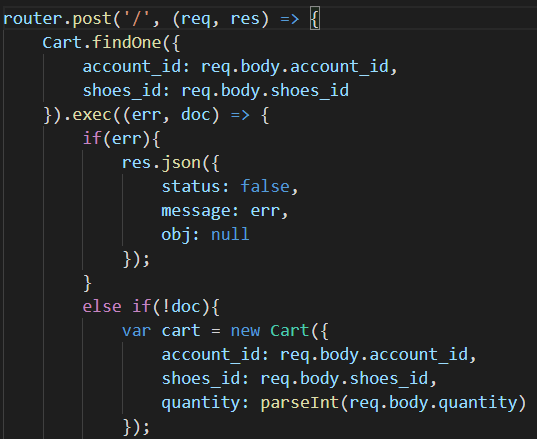 router.post('/', (req, res) => {
    Cart.findOne({
        account_id: req.body.account_id,
        shoes_id: req.body.shoes_id
    }).exec((err, doc) => {
        if(err){
            res.json({
                status: false,
                message: err,
                obj: null
            });
        }
        else if(!doc){
            var cart = new Cart({
                account_id: req.body.account_id,
                shoes_id: req.body.shoes_id,
                quantity: parseInt(req.body.quantity)
            });